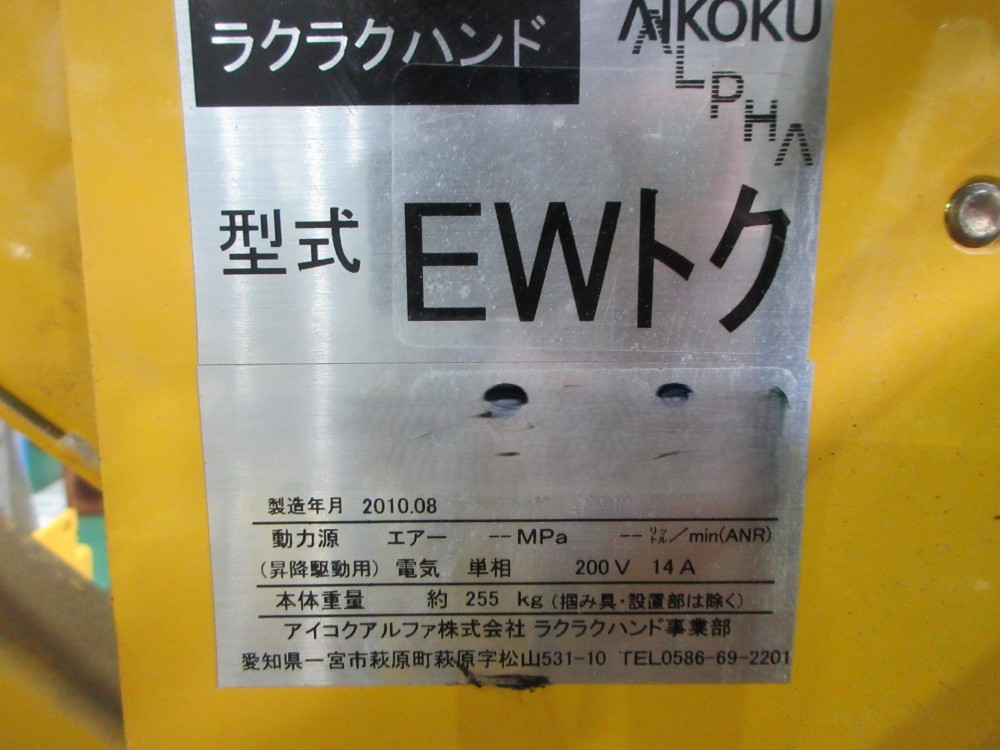 ラクラクハンド
AIKOKU
ALPHA
型式 EWトク
製造年月 2010.08
動力源 エアー --MPa --リットル/min(ANR)
(昇降駆動用) 電気 単相 200V 14A
本体重量 約 255 kg (掴み具・設置部は除く)
アイコクアルファ株式会社 ラクラクハンド事業部
愛知県一宮市萩原町萩原字松山531-10 TEL0586-69-2201